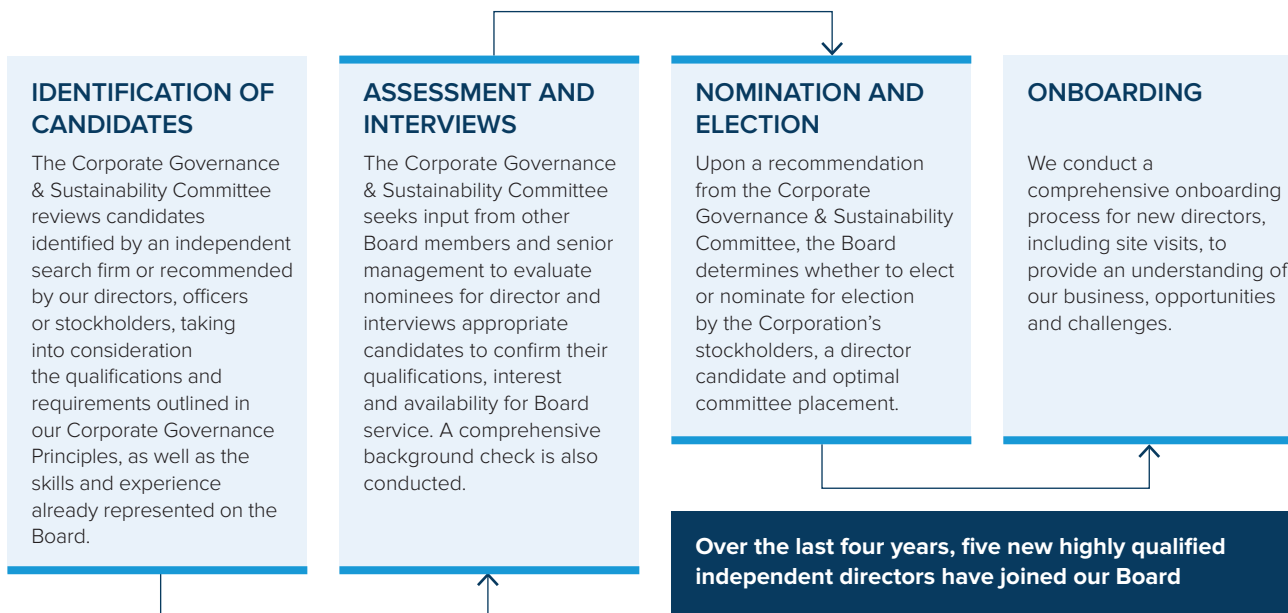 IDENTIFICATION OF
CANDIDATES
The Corporate Governance
& Sustainability Committee
reviews candidates
identified by an independent
search firm or recommended
by our directors, officers
or stockholders, taking
into consideration
the qualifications and
requirements outlined in
our Corporate Governance
Principles, as well as the
skills and experience
already represented on the
Board.
ASSESSMENT AND
INTERVIEWS
The Corporate Governance
& Sustainability Committee
seeks input from other
Board members and senior
management to evaluate
nominees for director and
interviews appropriate
candidates to confirm their
qualifications, interest
and availability for Board
service. A comprehensive
background check is also
conducted.
NOMINATION AND
ELECTION
Upon a recommendation
from the Corporate
Governance & Sustainability
Committee, the Board
determines whether to elect
or nominate for election
by the Corporation’s
stockholders, a director
candidate and optimal
committee placement.
ONBOARDING
We conduct a
comprehensive onboarding
process for new directors,
including site visits, to
provide an understanding of
our business, opportunities
and challenges.
Over the last four years, five new highly qualified
independent directors have joined our Board